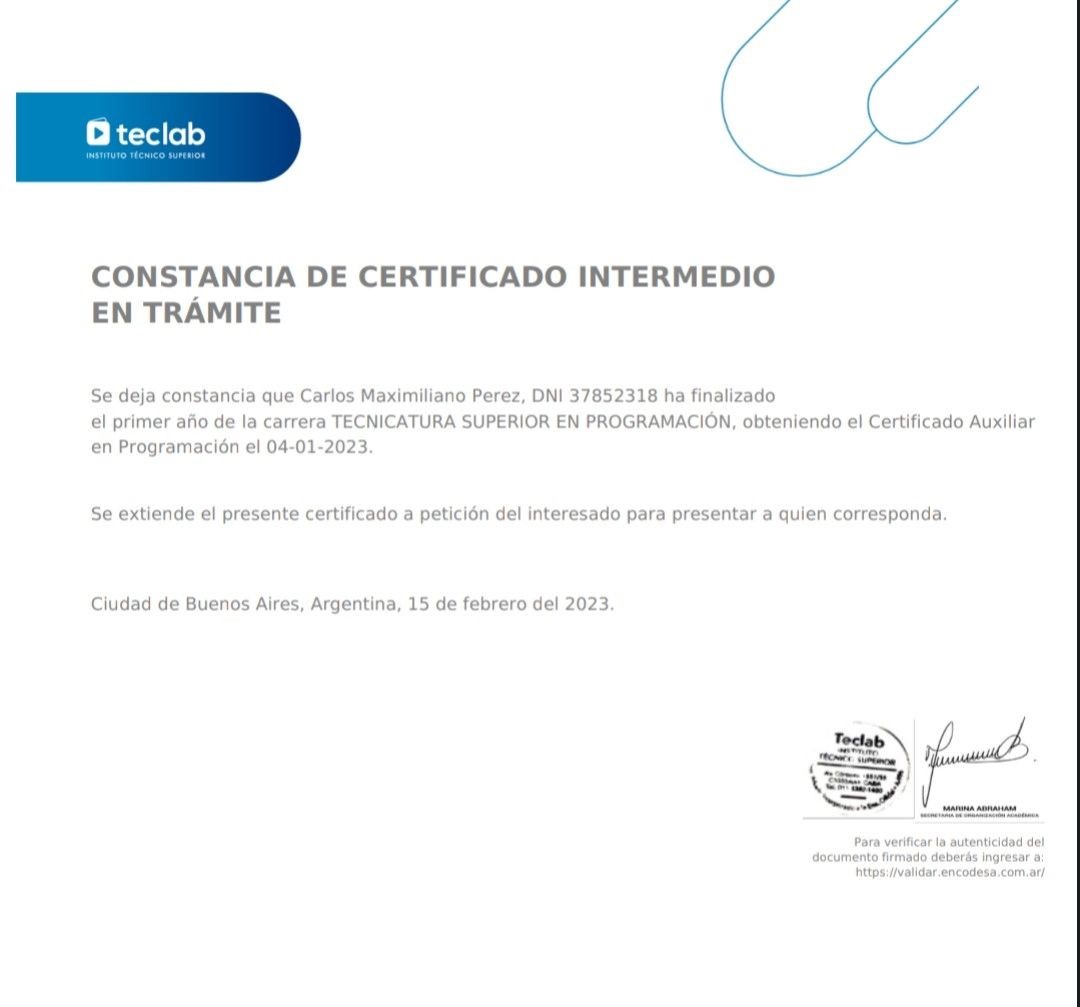 teclab
INSTITUTO TÉCNICO SUPERIOR
CONSTANCIA DE CERTIFICADO INTERMEDIO
EN TRÁMITE
Se deja constancia que Carlos Maximiliano Perez, DNI 37852318 ha finalizado
el primer año de la carrera TECNICATURA SUPERIOR EN PROGRAMACIÓN, obteniendo el Certificado Auxiliar
en Programación el 04-01-2023.
Se extiende el presente certificado a petición del interesado para presentar a quien corresponda.
Ciudad de Buenos Aires, Argentina, 15 de febrero del 2023.
Teclab
INSTITUTO
TÉCNICO SUPERIOR
MARINA ABRAHAM
SECRETARIA DE ORGANIZACIÓN ACADÉMICA
Para verificar la autenticidad del
documento firmado deberás ingresar a:
https://validar.encodesa.com.ar/